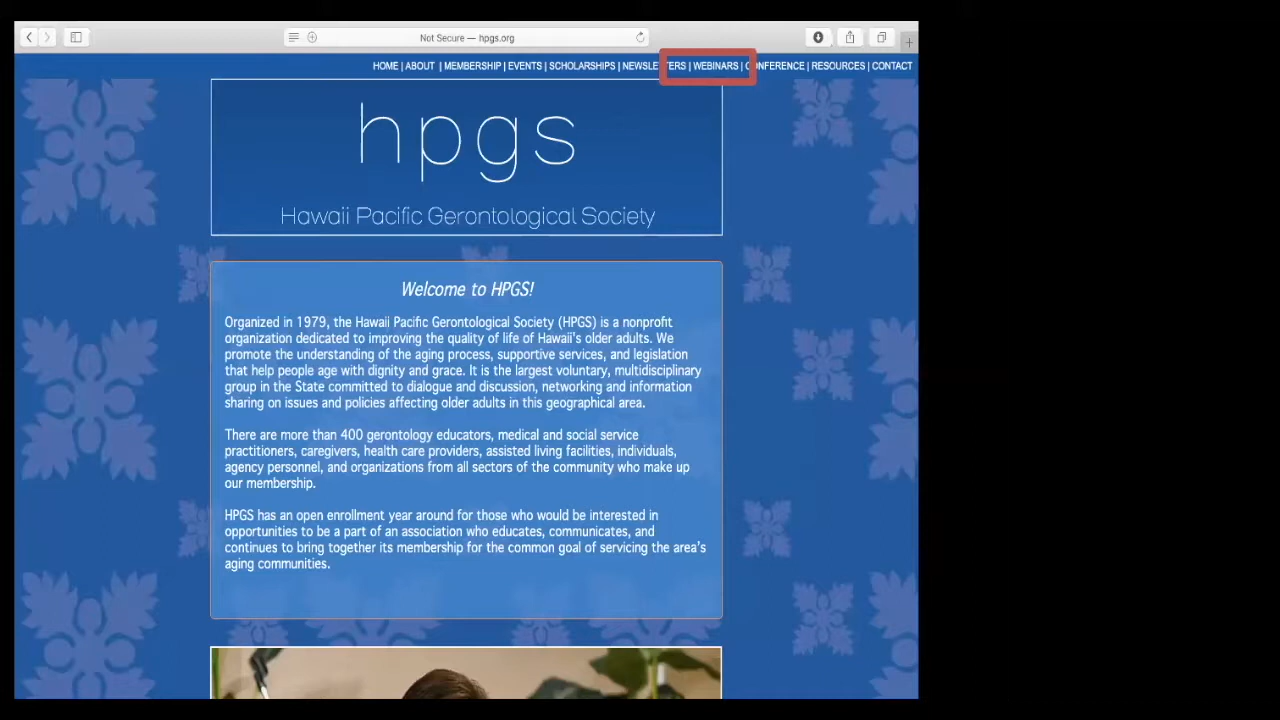 Not Secure — hpgs.org
HOME | ABOUT | MEMBERSHIP | EVENTS | SCHOLARSHIPS | NEWSLETTERS | WEBINARS | CONFERENCE | RESOURCES | CONTACT
hpgs
Hawaii Pacific Gerontological Society
Welcome to HPGS!
Organized in 1979, the Hawaii Pacific Gerontological Society (HPGS) is a nonprofit
organization dedicated to improving the quality of life of Hawaii's older adults. We
promote the understanding of the aging process, supportive services, and legislation
that help people age with dignity and grace. It is the largest voluntary, multidisciplinary
group in the State committed to dialogue and discussion, networking and information
sharing on issues and policies affecting older adults in this geographical area.
There are more than 400 gerontology educators, medical and social service
practitioners, caregivers, health care providers, assisted living facilities, individuals,
agency personnel, and organizations from all sectors of the community who make up
our membership.
HPGS has an open enrollment year around for those who would be interested in
opportunities to be a part of an association who educates, communicates, and
continues to bring together its membership for the common goal of servicing the area's
aging communities.